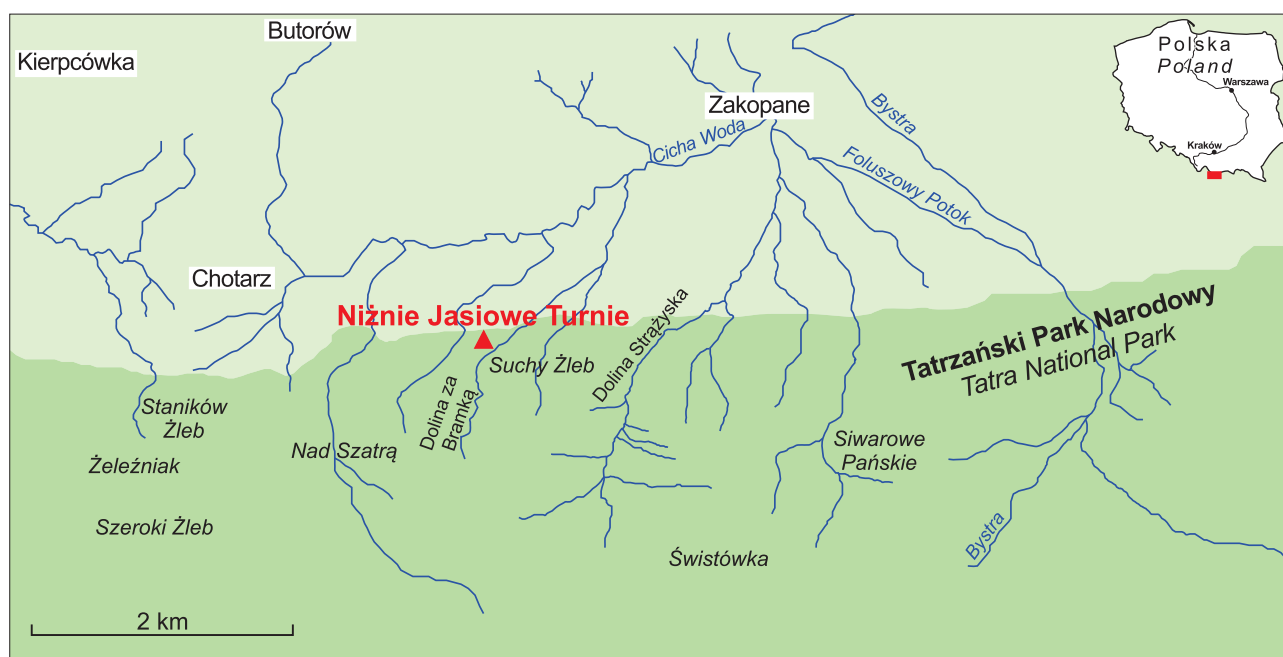 Butorów
Kierpcówka
Polska
Poland
Warszawa
Kraków
Zakopane
Bystra
Cicha Woda
Foluszowy Potok
Chotarz
Niżnie Jasiowe Turnie
Dolina Strążyska
Tatrzański Park Narodowy
Tatra National Park
Suchy Żleb
Dolina za
Bramką
Staników
Żleb
Nad Szatrą
Siwarowe
Pańskie
Żeleźniak
Szeroki Żleb
Bystra
Świstówka
2 km